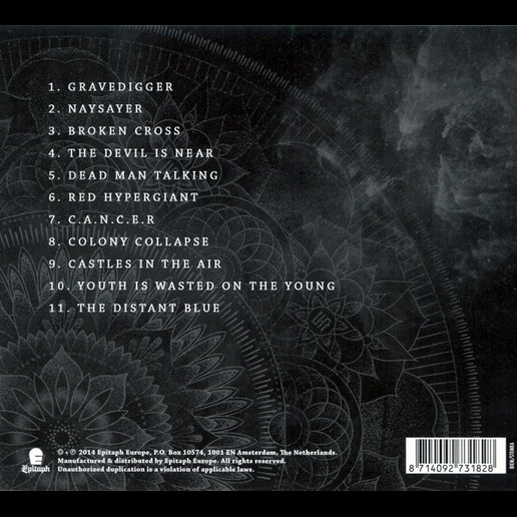 1. GRAVEDIGGER
2. NAYSAYER
3. BROKEN CROSS
4. THE DEVIL IS NEAR
5. DEAD MAN TALKING
6. RED HYPERGIANT
7. C.A.N.C.E.R
8. COLONY COLLAPSE
9. CASTLES IN THE AIR
10. YOUTH IS WASTED ON THE YOUNG
11. THE DISTANT BLUE
Epitaph
© + ℗ 2014 Epitaph Europe, P.O. Box 10574, 1001 EN Amsterdam, The Netherlands.
Manufactured & distributed by Epitaph Europe. All rights reserved.
Unauthorized duplication is a violation of applicable laws.
8 714092 731828